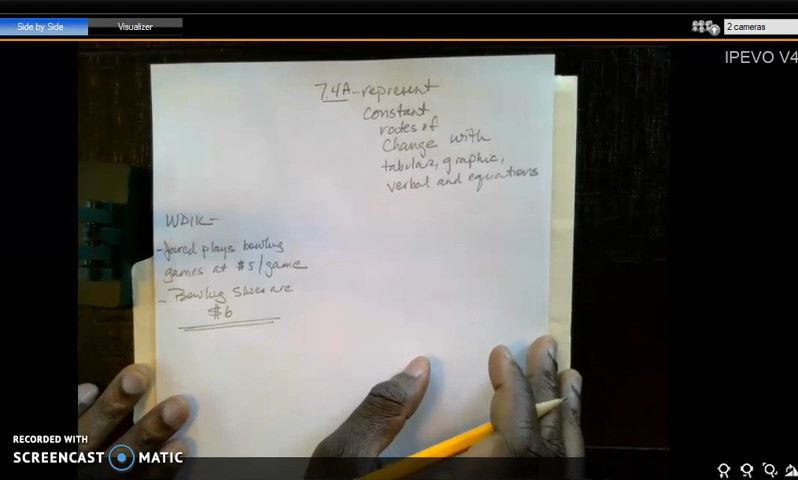 Side by Side
Visualizer
2 cameras
IPEVO V4
7.4A-represent
Constant
rates of
Change with
tabular, graphic,
verbal and equations
WDIK-
-Jared plays bowling
games at $5/game
- Bowling Shoes are
$6
RECORDED WITH
SCREENCAST MATIC